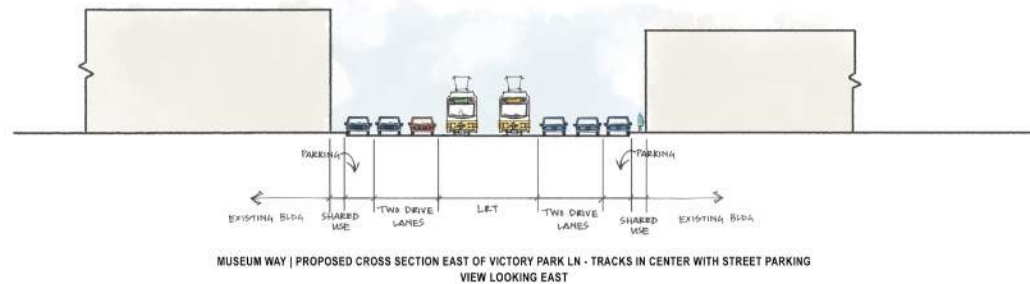 PARKING
PARKING
EXISTING BLDG
SHARED
USE
TWO DRIVE
LANES
LRT
TWO DRIVE
LANES
SHARED
USE
EXISTING BLDG
MUSEUM WAY | PROPOSED CROSS SECTION EAST OF VICTORY PARK LN - TRACKS IN CENTER WITH STREET PARKING
VIEW LOOKING EAST